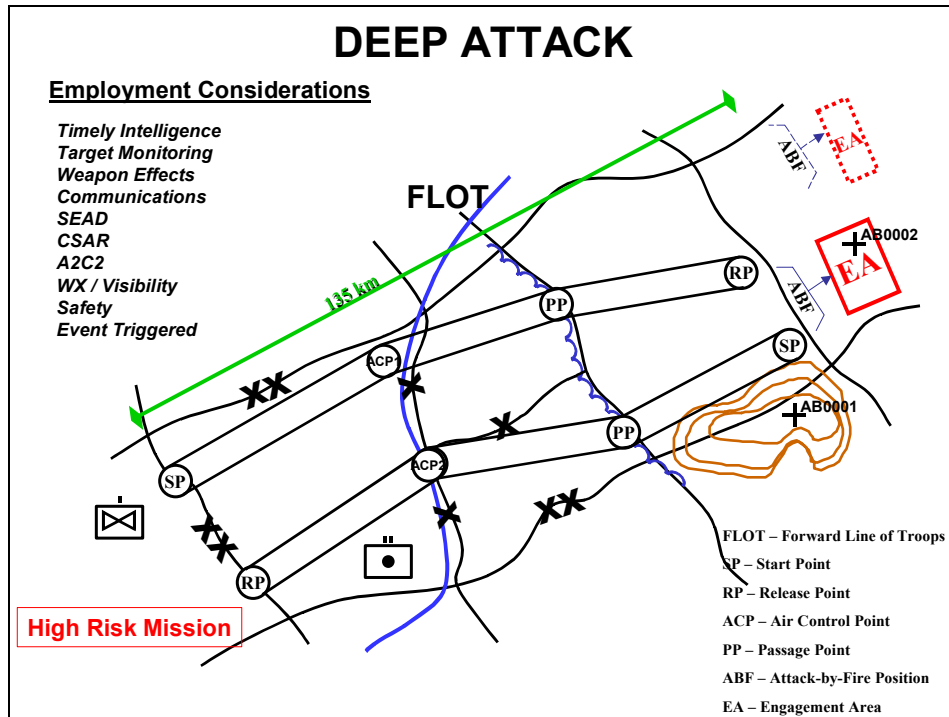 DEEP ATTACK
Employment Considerations
Timely Intelligence
Target Monitoring
Weapon Effects
Communications
SEAD
CSAR
A2C2
WX / Visibility
Safety
Event Triggered
FLOT
135 km
ABF
EA
AB0002
EA
ABF
RP
PP
SP
ACP1
XX
X
AB0001
PP
X
ACP2
SP
XX
X
XX
RP
High Risk Mission
FLOT – Forward Line of Troops
SP – Start Point
RP – Release Point
ACP – Air Control Point
PP – Passage Point
ABF – Attack-by-Fire Position
EA – Engagement Area